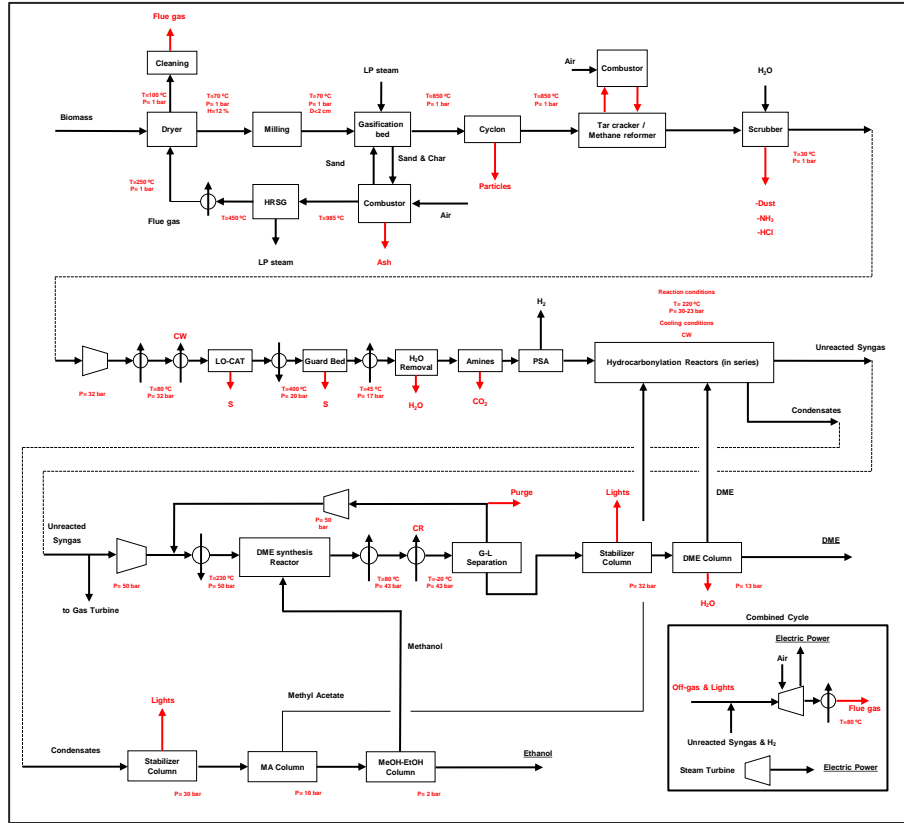 Flue gas
Cleaning
T=100 ºC
P= 1 bar
T=70 ºC
P= 1 bar
H=12 %
Biomass
Dryer
Milling
T=70 ºC
P= 1 bar
D<2 cm
LP steam
Gasification
bed
T=850 ºC
P= 1 bar
Cyclon
Particles
T=850 ºC
P= 1 bar
Air
Combustor
Tar cracker /
Methane reformer
H2O
Scrubber
T=30 ºC
P= 1 bar
-Dust
-NH3
-HCl
Sand
Sand & Char
T=250 ºC
P= 1 bar
Flue gas
T=450 ºC
HRSG
LP steam
T=985 ºC
Combustor
Air
Ash
P= 32 bar
T=80 ºC
P= 32 bar
CW
LO-CAT
S
T=400 ºC
P= 20 bar
Guard Bed
S
T=45 ºC
P= 17 bar
H2O
Removal
H2O
Amines
CO2
H2
PSA
Reaction conditions
T= 220 ºC
P= 30-23 bar
Cooling conditions
CW
Hydrocarbonylation Reactors (in series)
Unreacted Syngas
Condensates
Unreacted
Syngas
to Gas Turbine
P= 50 bar
P= 50
bar
T=230 ºC
P= 50 bar
DME synthesis
Reactor
T=80 ºC
P= 43 bar
CR
T=-20 ºC
P= 43 bar
G-L
Separation
Purge
Lights
Stabilizer
Column
P= 32 bar
DME
DME Column
H2O
P= 13 bar
DME
Methanol
Methyl Acetate
Condensates
Lights
Stabilizer
Column
P= 30 bar
MA Column
P= 10 bar
MeOH-EtOH
Column
P= 2 bar
Ethanol
Combined Cycle
Electric Power
Air
Off-gas & Lights
Flue gas
T=80 ºC
Unreacted Syngas & H2
Steam Turbine
Electric Power